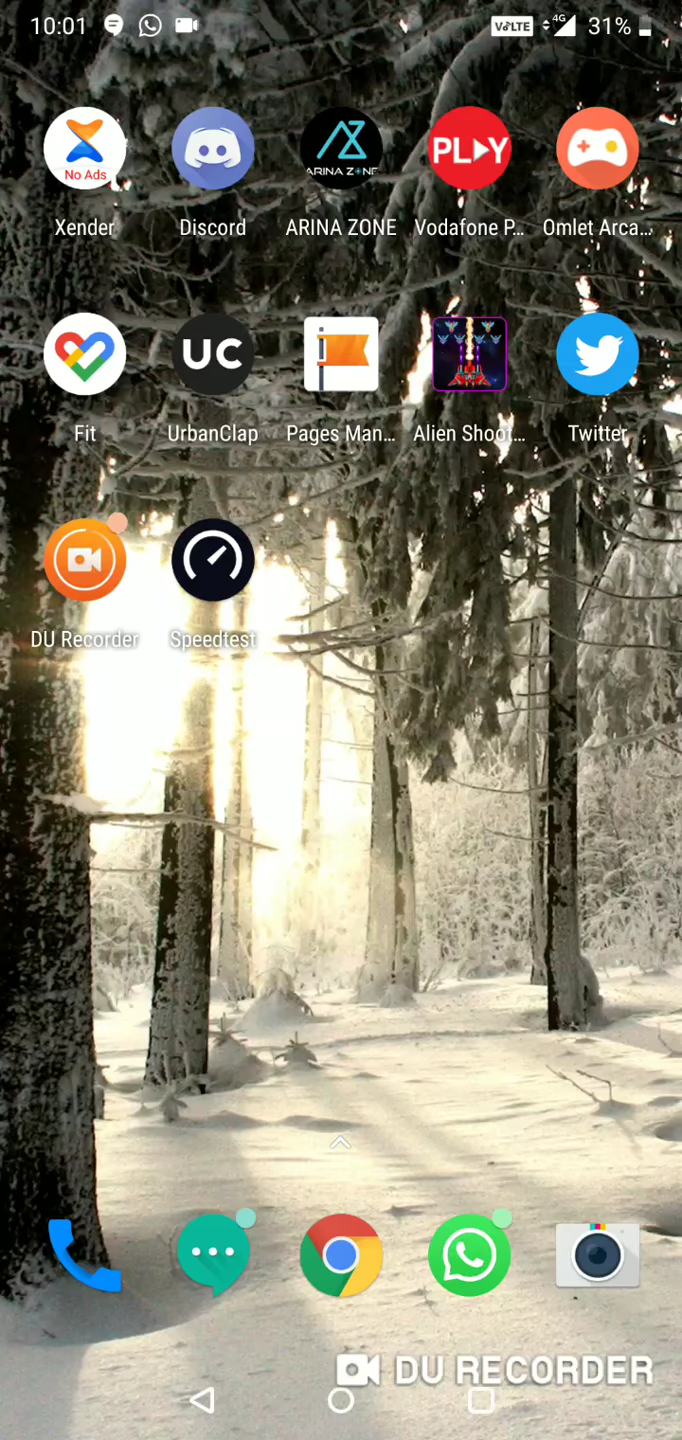 10:01
VoLTE 4G 31%
No Ads
ARINA ZONE
PLAY
Xender
Discord
ARINA ZONE
Vodafone P...
Omlet Arca...
UC
Fit
UrbanClap
Pages Man...
Alien Shoot...
Twitter
DU Recorder
Speedtest
DU RECORDER